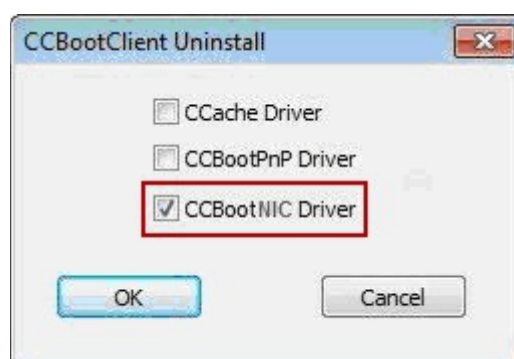 CCBootClient Uninstall
CCache Driver
CCBootPnP Driver
CCBootNIC Driver
OK
Cancel